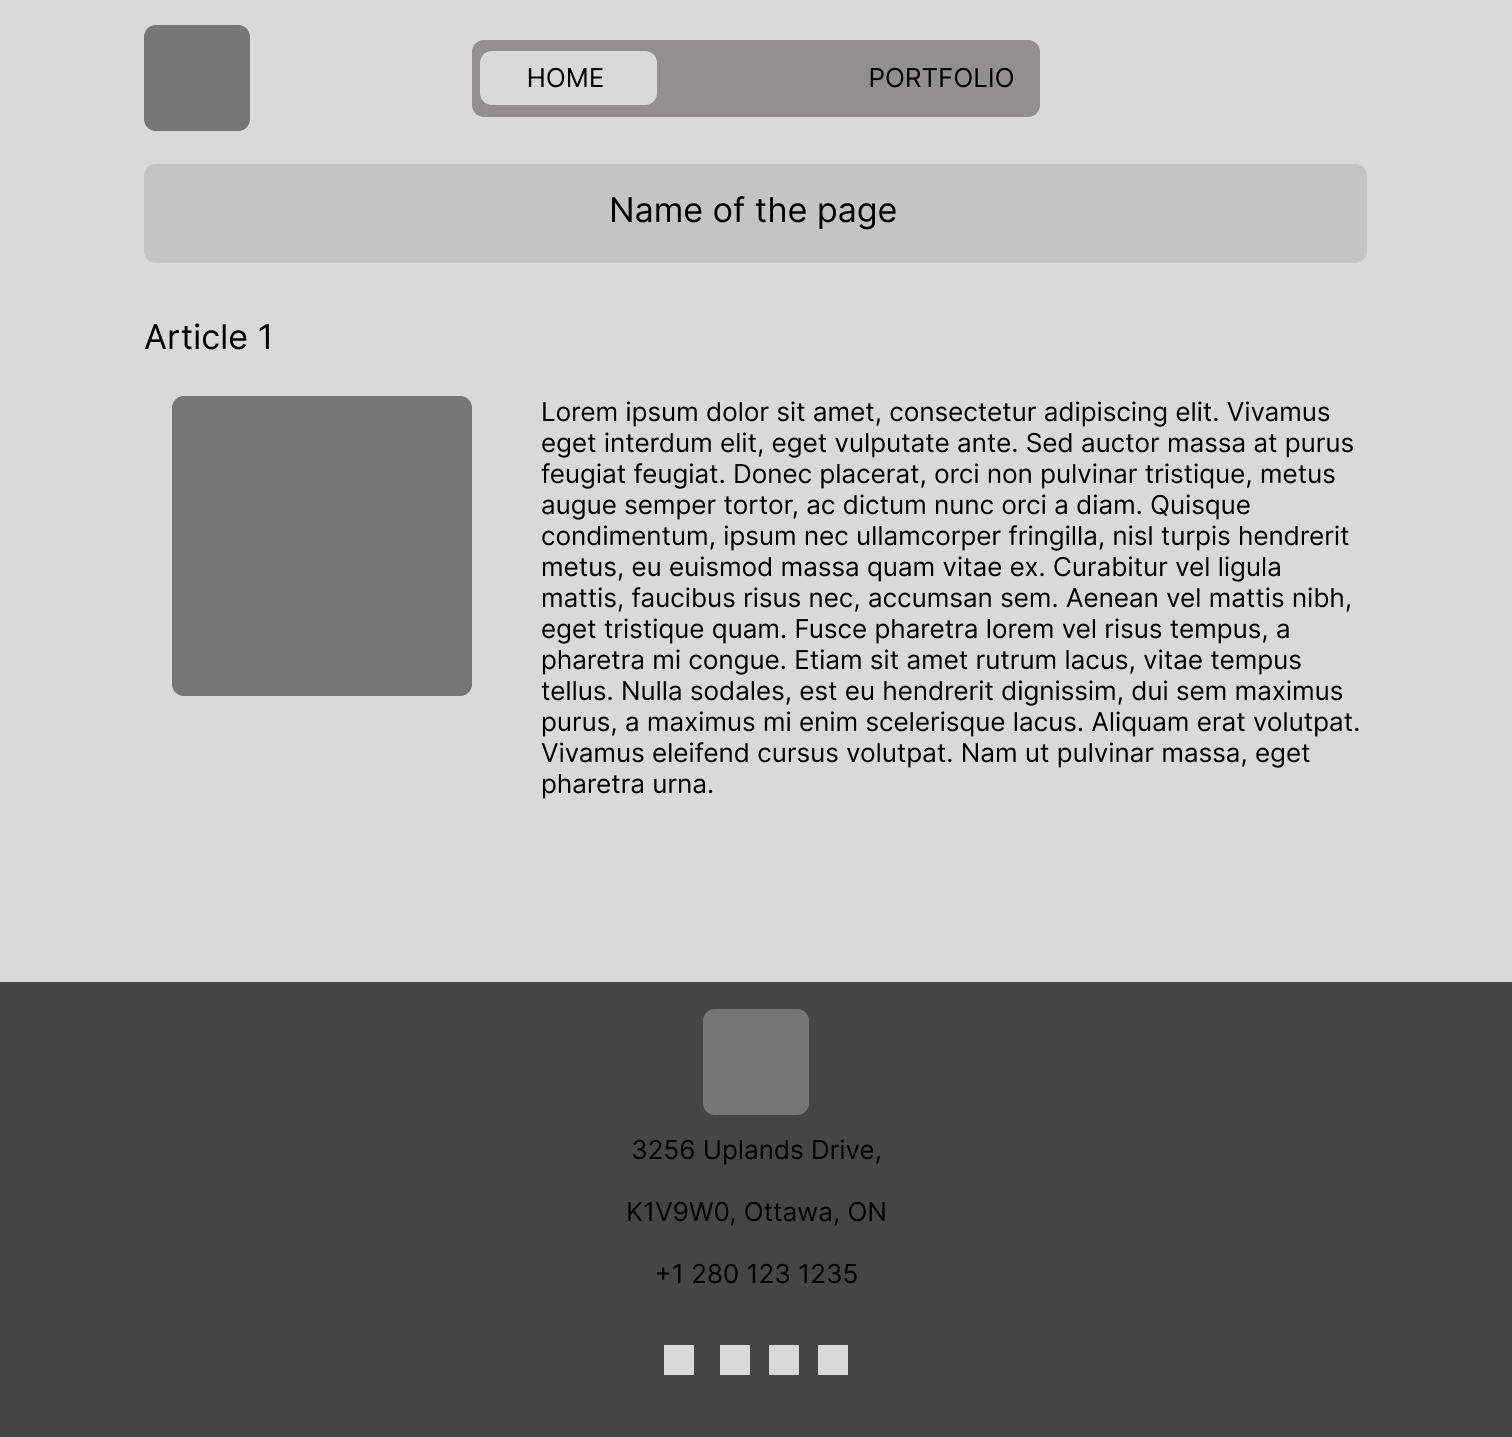 HOME
PORTFOLIO
Name of the page
Article 1
Lorem ipsum dolor sit amet, consectetur adipiscing elit. Vivamus
eget interdum elit, eget vulputate ante. Sed auctor massa at purus
feugiat feugiat. Donec placerat, orci non pulvinar tristique, metus
augue semper tortor, ac dictum nunc orci a diam. Quisque
condimentum, ipsum nec ullamcorper fringilla, nisl turpis hendrerit
metus, eu euismod massa quam vitae ex. Curabitur vel ligula
mattis, faucibus risus nec, accumsan sem. Aenean vel mattis nibh,
eget tristique quam. Fusce pharetra lorem vel risus tempus, a
pharetra mi congue. Etiam sit amet rutrum lacus, vitae tempus
tellus. Nulla sodales, est eu hendrerit dignissim, dui sem maximus
purus, a maximus mi enim scelerisque lacus. Aliquam erat volutpat.
Vivamus eleifend cursus volutpat. Nam ut pulvinar massa, eget
pharetra urna.
3256 Uplands Drive,
K1V9W0, Ottawa, ON
+1 280 123 1235